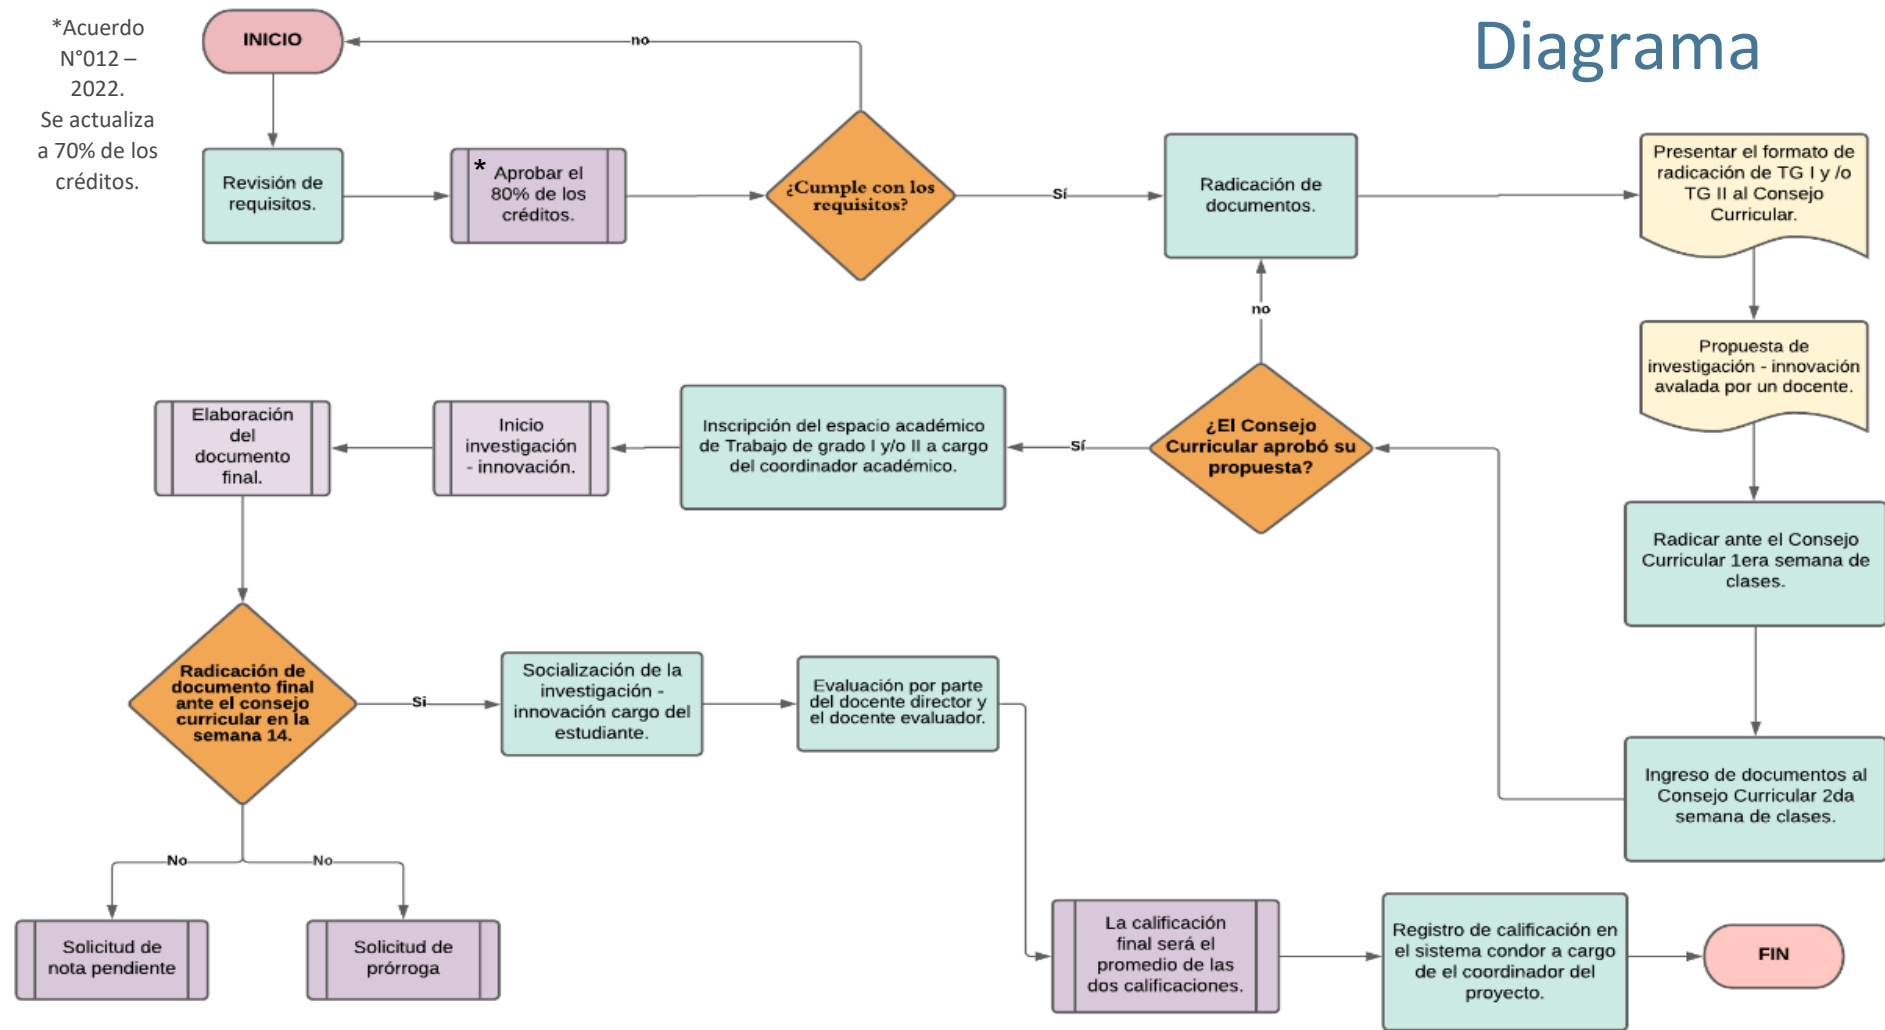 *Acuerdo
N°012 –
2022.
Se actualiza
a 70% de los
créditos.
Diagrama
INICIO
no
Revisión de
requisitos.
*
Aprobar el
80% de los
créditos.
¿Cumple con los
requisitos?
Sí
Radicación de
documentos.
Presentar el formato de
radicación de TG I y /o
TG II al Consejo
Curricular.
Propuesta de
investigación - innovación
avalada por un docente.
Radicar ante el Consejo
Curricular 1era semana de
clases.
Ingreso de documentos al
Consejo Curricular 2da
semana de clases.
no
¿El Consejo
Curricular aprobó su
propuesta?
Sí
Inscripción del espacio académico
de Trabajo de grado I y/o II a cargo
del coordinador académico.
Inicio
investigación
- innovación.
Elaboración
del
documento
final.
Radicación de
documento final
ante el consejo
curricular en la
semana 14.
Si
Socialización de la
investigación -
innovación cargo del
estudiante.
Evaluación por parte
del docente director y
el docente evaluador.
No
No
Solicitud de
nota pendiente
Solicitud de
prórroga
La calificación
final será el
promedio de las
dos calificaciones.
Registro de calificación en
el sistema condor a cargo
de el coordinador del
proyecto.
FIN